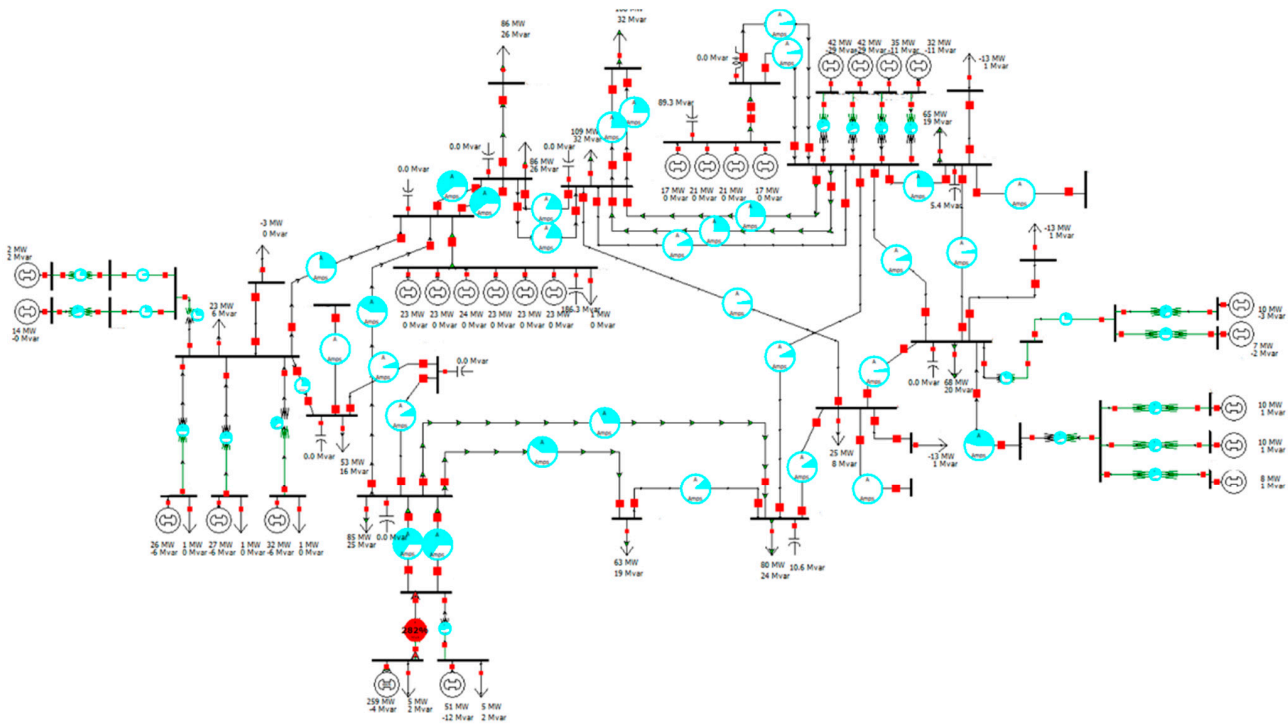 86 MW
26 Mvar
32 Mvar
0.0 Mvar
42 MW
-29 Mvar
42 MW
-29 Mvar
35 MW
-11 Mvar
32 MW
-11 Mvar
-13 MW
1 Mvar
89.3 Mvar
65 MW
19 Mvar
109 MW
32 Mvar
0.0 Mvar
0.0 Mvar
86 MW
26 Mvar
0.0 Mvar
17 MW
0 Mvar
21 MW
0 Mvar
21 MW
0 Mvar
17 MW
0 Mvar
5.4 Mvar
-3 MW
0 Mvar
-13 MW
1 Mvar
2 MW
2 Mvar
14 MW
-0 Mvar
23 MW
6 Mvar
23 MW
0 Mvar
23 MW
0 Mvar
24 MW
0 Mvar
23 MW
0 Mvar
23 MW
0 Mvar
23 MW
0 Mvar
186.3 Mvar
1 MW
0 Mvar
10 MW
-3 Mvar
7 MW
-2 Mvar
0.0 Mvar
0.0 Mvar
68 MW
20 Mvar
0.0 Mvar
53 MW
16 Mvar
25 MW
8 Mvar
-13 MW
1 Mvar
10 MW
1 Mvar
10 MW
1 Mvar
8 MW
1 Mvar
26 MW
-6 Mvar
1 MW
0 Mvar
27 MW
-6 Mvar
1 MW
0 Mvar
32 MW
-6 Mvar
1 MW
0 Mvar
85 MW
25 Mvar
0.0 Mvar
63 MW
19 Mvar
80 MW
24 Mvar
10.6 Mvar
282%
259 MW
-4 Mvar
5 MW
2 Mvar
51 MW
-12 Mvar
5 MW
2 Mvar
A
Amps